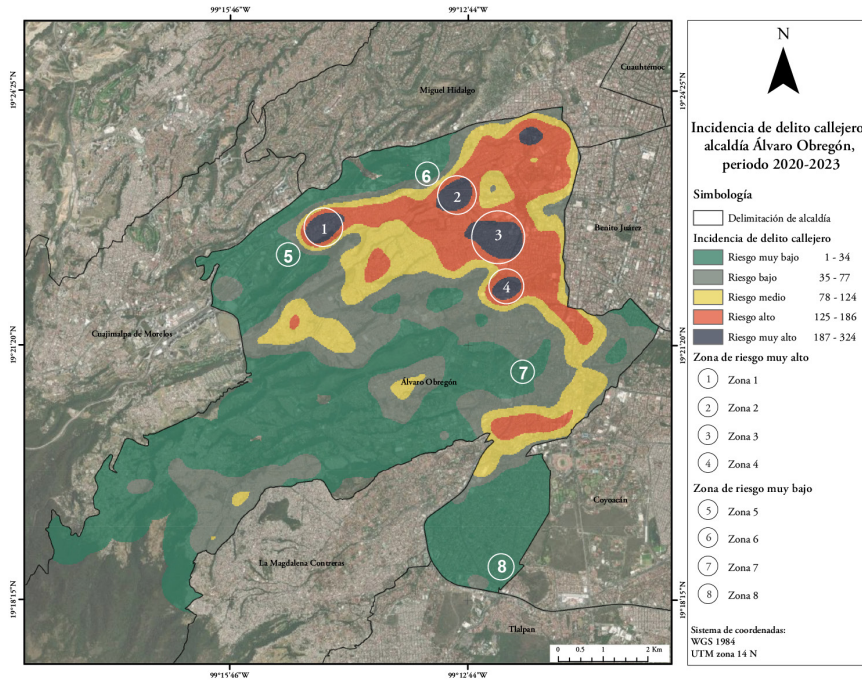 99°15'46"W
99°12'44"W
19°24'25"N
19°24'25"N
19°21'20"N
19°21'20"N
19°18'15"N
19°18'15"N
99°15'46"W
99°12'44"W
Cuauhtémoc
Miguel Hidalgo
Benito Juárez
Cuajimalpa de Morelos
Álvaro Obregón
Coyoacán
La Magdalena Contreras
Tlalpan
1
2
3
4
5
6
7
8
0 0.5 1 2 Km
N
Incidencia de delito callejero
alcaldía Álvaro Obregón,
periodo 2020-2023
Simbología
Delimitación de alcaldía
Incidencia de delito callejero
Riesgo muy bajo 1 - 34
Riesgo bajo 35 - 77
Riesgo medio 78 - 124
Riesgo alto 125 - 186
Riesgo muy alto 187 - 324
Zona de riesgo muy alto
1 Zona 1
2 Zona 2
3 Zona 3
4 Zona 4
Zona de riesgo muy bajo
5 Zona 5
6 Zona 6
7 Zona 7
8 Zona 8
Sistema de coordenadas:
WGS 1984
UTM zona 14 N